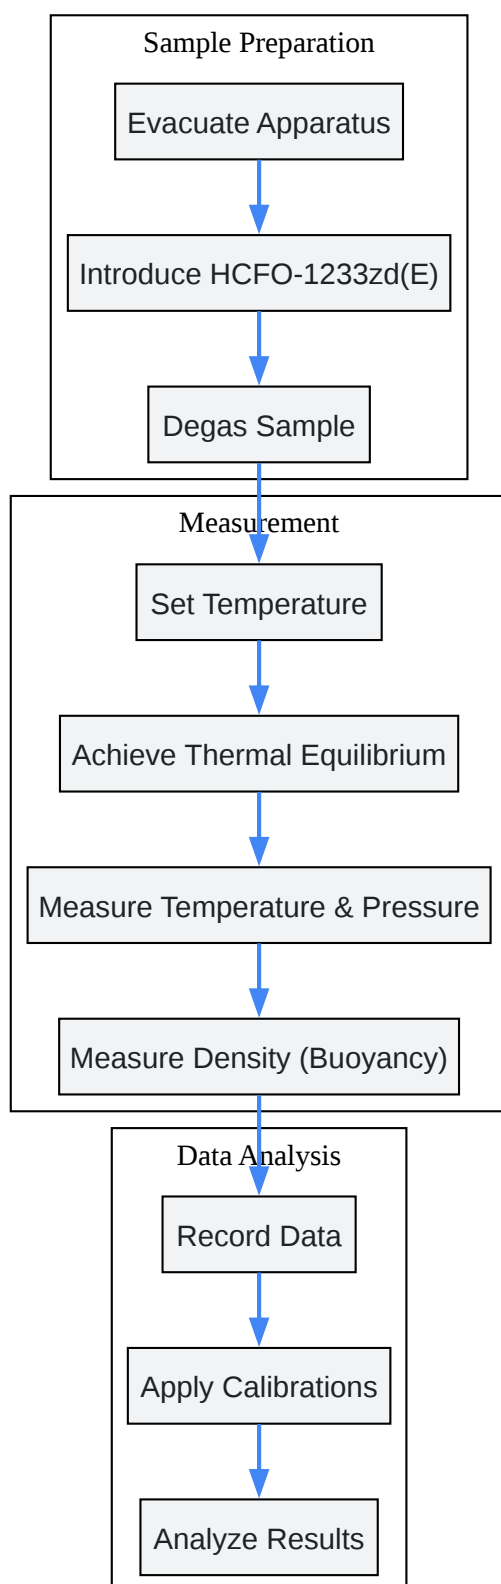 Sample Preparation
Evacuate Apparatus
Introduce HCFO-1233zd(E)
Degas Sample
Measurement
Set Temperature
Achieve Thermal Equilibrium
Measure Temperature & Pressure
Measure Density (Buoyancy)
Data Analysis
Record Data
Apply Calibrations
Analyze Results